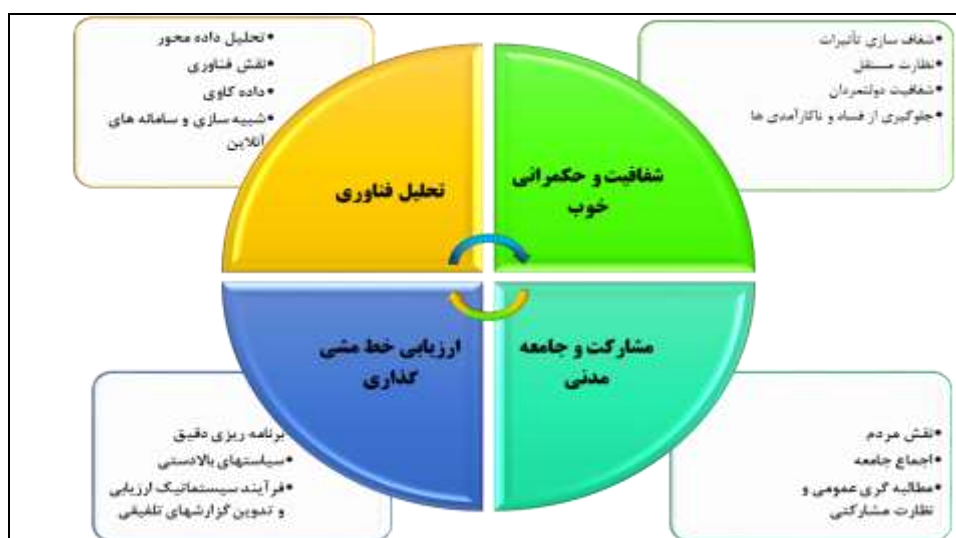 شفاف سازی تأثیرات
نظارت مستقل
شفافیت دولتمردان
جلوگیری از فساد و ناکارآمدی ها
تحلیل داده محور
نقش فناوری
داده کاوی
شبیه سازی و سامانه های
آنلاین
شفافیت و حکمرانی
خوب
تحلیل فناوری
مشارکت و جامعه
مدنی
ارزیابی خط مشی
گذاری
نقش مردم
اجماع جامعه
مطالبه گری عمومی و
نظارت مشارکتی
برنامه ریزی دقیق
سیاستهای بالادستی
فرآیند سیستماتیک ارزیابی
و تدوین گزارشهای تلفیقی